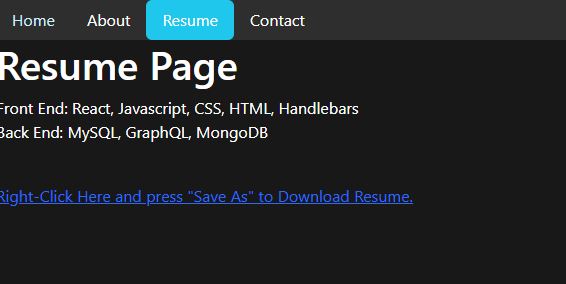 Home About Resume Contact
Resume Page
Front End: React, Javascript, CSS, HTML, Handlebars
Back End: MySQL, GraphQL, MongoDB
Right-Click Here and press "Save As" to Download Resume.